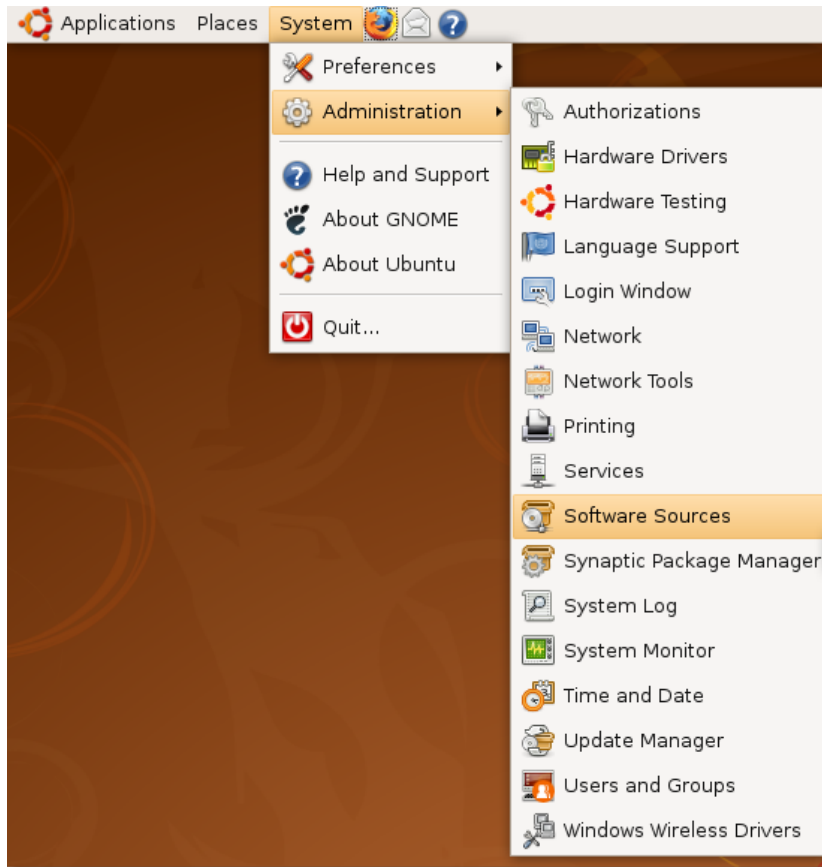 Applications Places System
Preferences
Administration
Help and Support
About GNOME
About Ubuntu
Quit...
Authorizations
Hardware Drivers
Hardware Testing
Language Support
Login Window
Network
Network Tools
Printing
Services
Software Sources
Synaptic Package Manager
System Log
System Monitor
Time and Date
Update Manager
Users and Groups
Windows Wireless Drivers